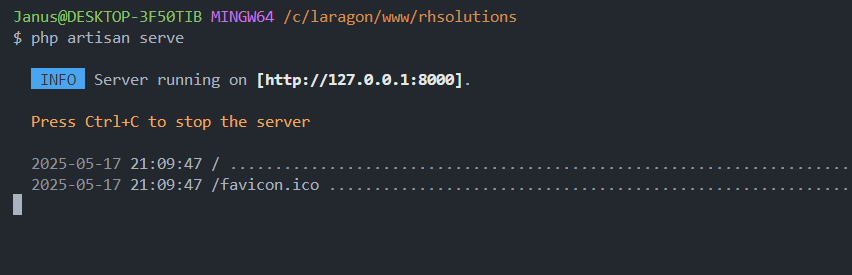 Janus@DESKTOP-3F50TIB MINGW64 /c/laragon/www/rhsolutions
$ php artisan serve
INFO Server running on [http://127.0.0.1:8000].
Press Ctrl+C to stop the server
2025-05-17 21:09:47 / ......................................................................
2025-05-17 21:09:47 /favicon.ico ...........................................................